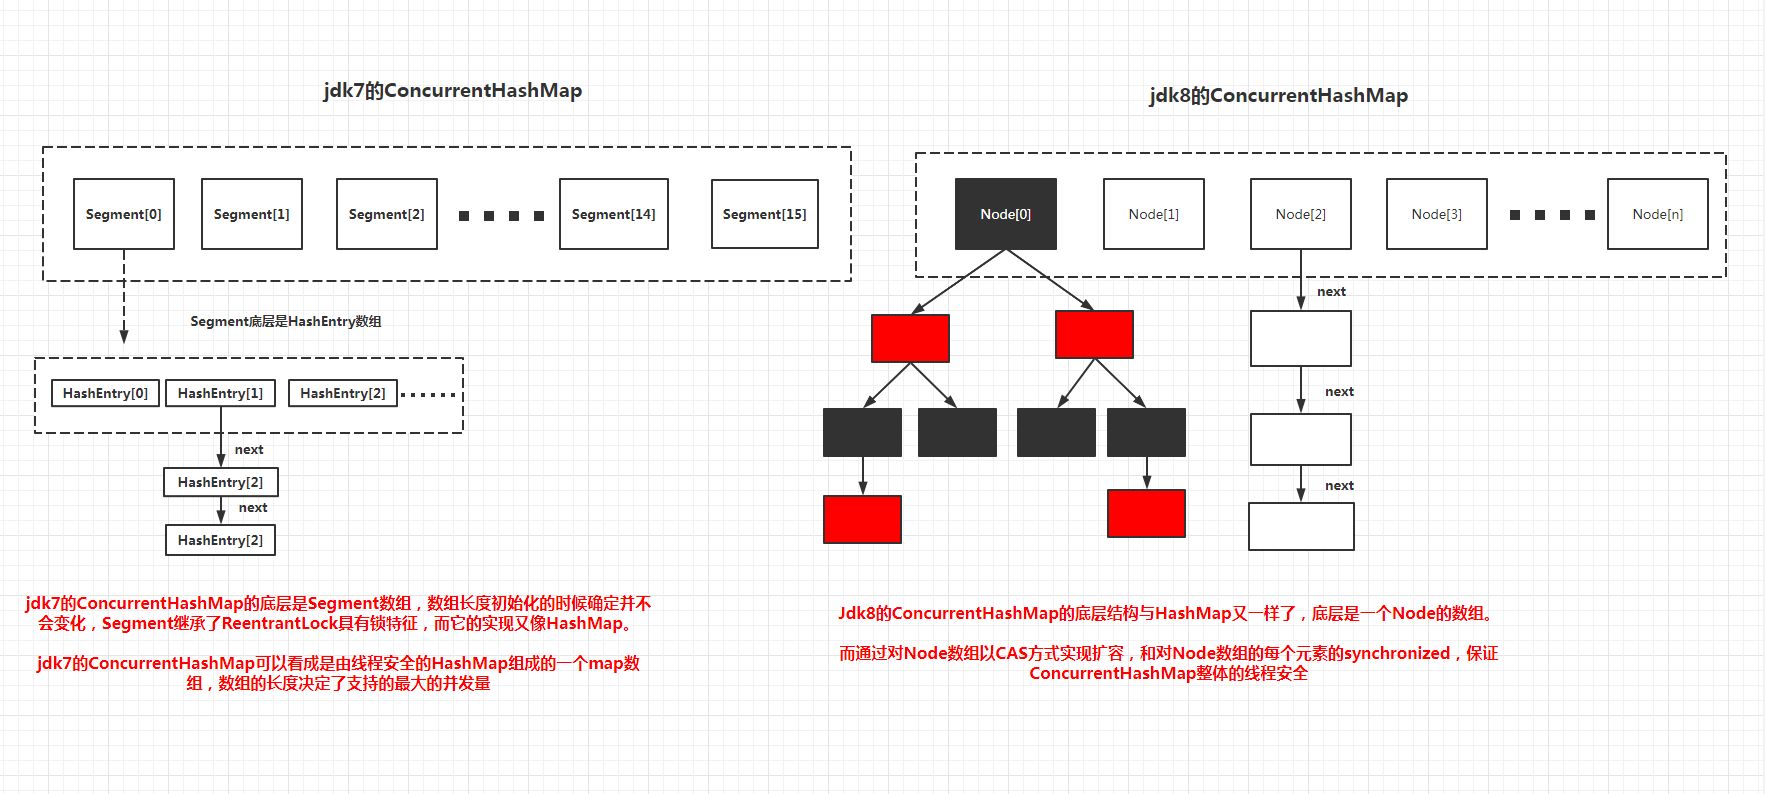 jdk7的ConcurrentHashMap
Segment[0]
Segment[1]
Segment[2]
Segment[14]
Segment[15]
Segment底层是HashEntry数组
HashEntry[0]
HashEntry[1]
HashEntry[2]
next
HashEntry[2]
next
HashEntry[2]
jdk7的ConcurrentHashMap的底层是Segment数组，数组长度初始化的时候确定并不
会变化，Segment继承了ReentrantLock具有锁特征，而它的实现又像HashMap。
jdk7的ConcurrentHashMap可以看成是由线程安全的HashMap组成的一个map数
组，数组的长度决定了支持的最大的并发量
jdk8的ConcurrentHashMap
Node[0]
Node[1]
Node[2]
Node[3]
Node[n]
next
next
next
Jdk8的ConcurrentHashMap的底层结构与HashMap又一样了，底层是一个Node的数组。
而通过对Node数组以CAS方式实现扩容，和对Node数组的每个元素的synchronized，保证
ConcurrentHashMap整体的线程安全